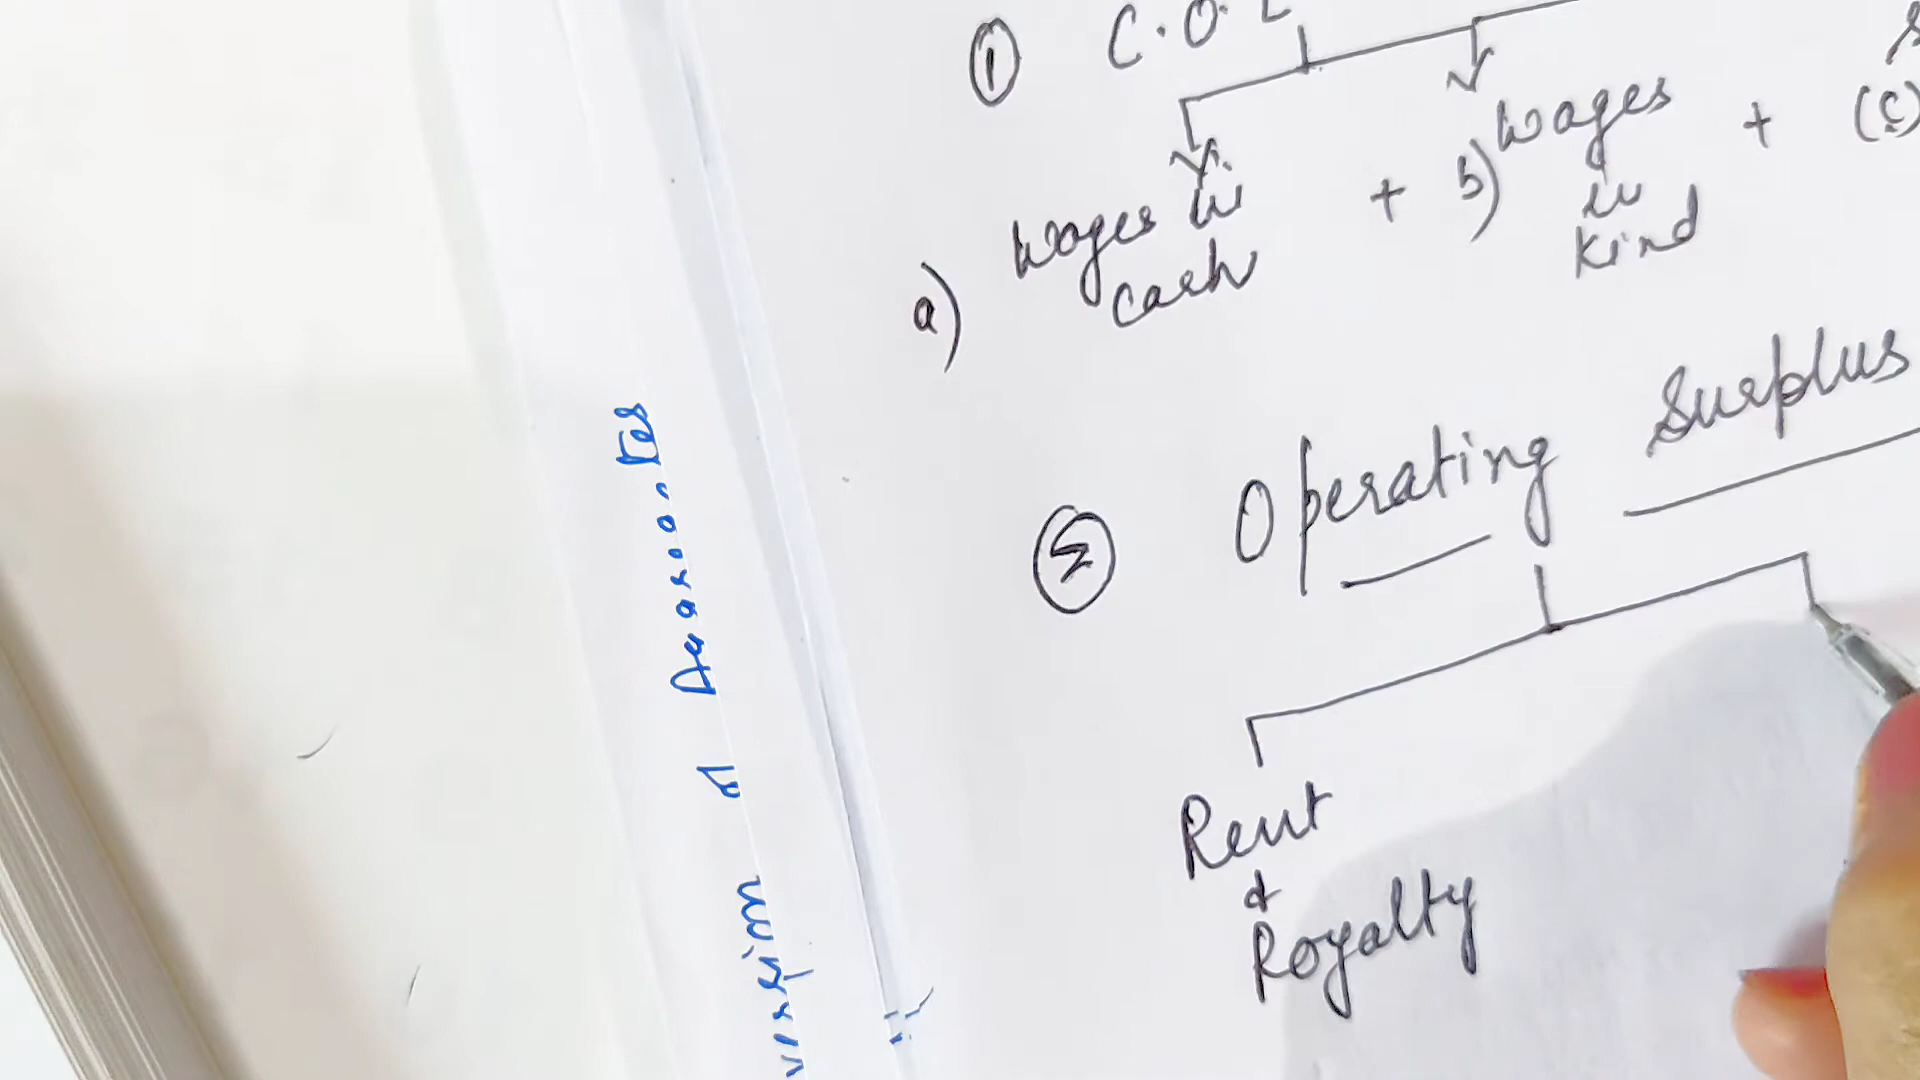 ① C.O.
a) Wages in cash + b) Wages in kind + (c)
② Operating Surplus
Rent
&
Royalty